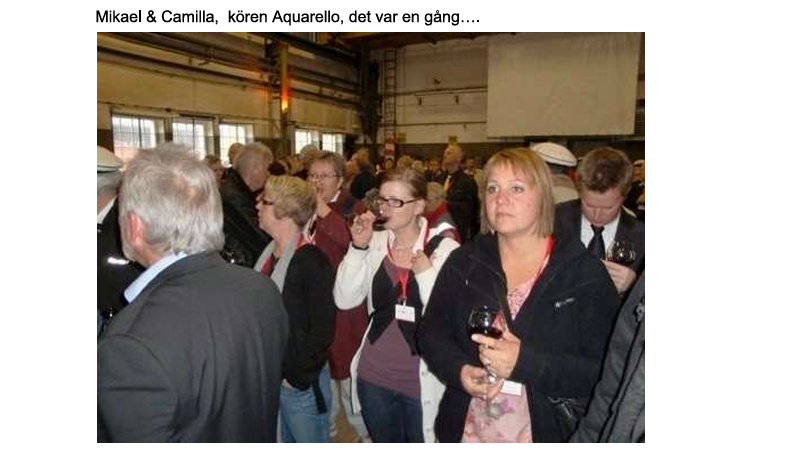 Mikael & Camilla,  kören Aquarello, det var en gång….